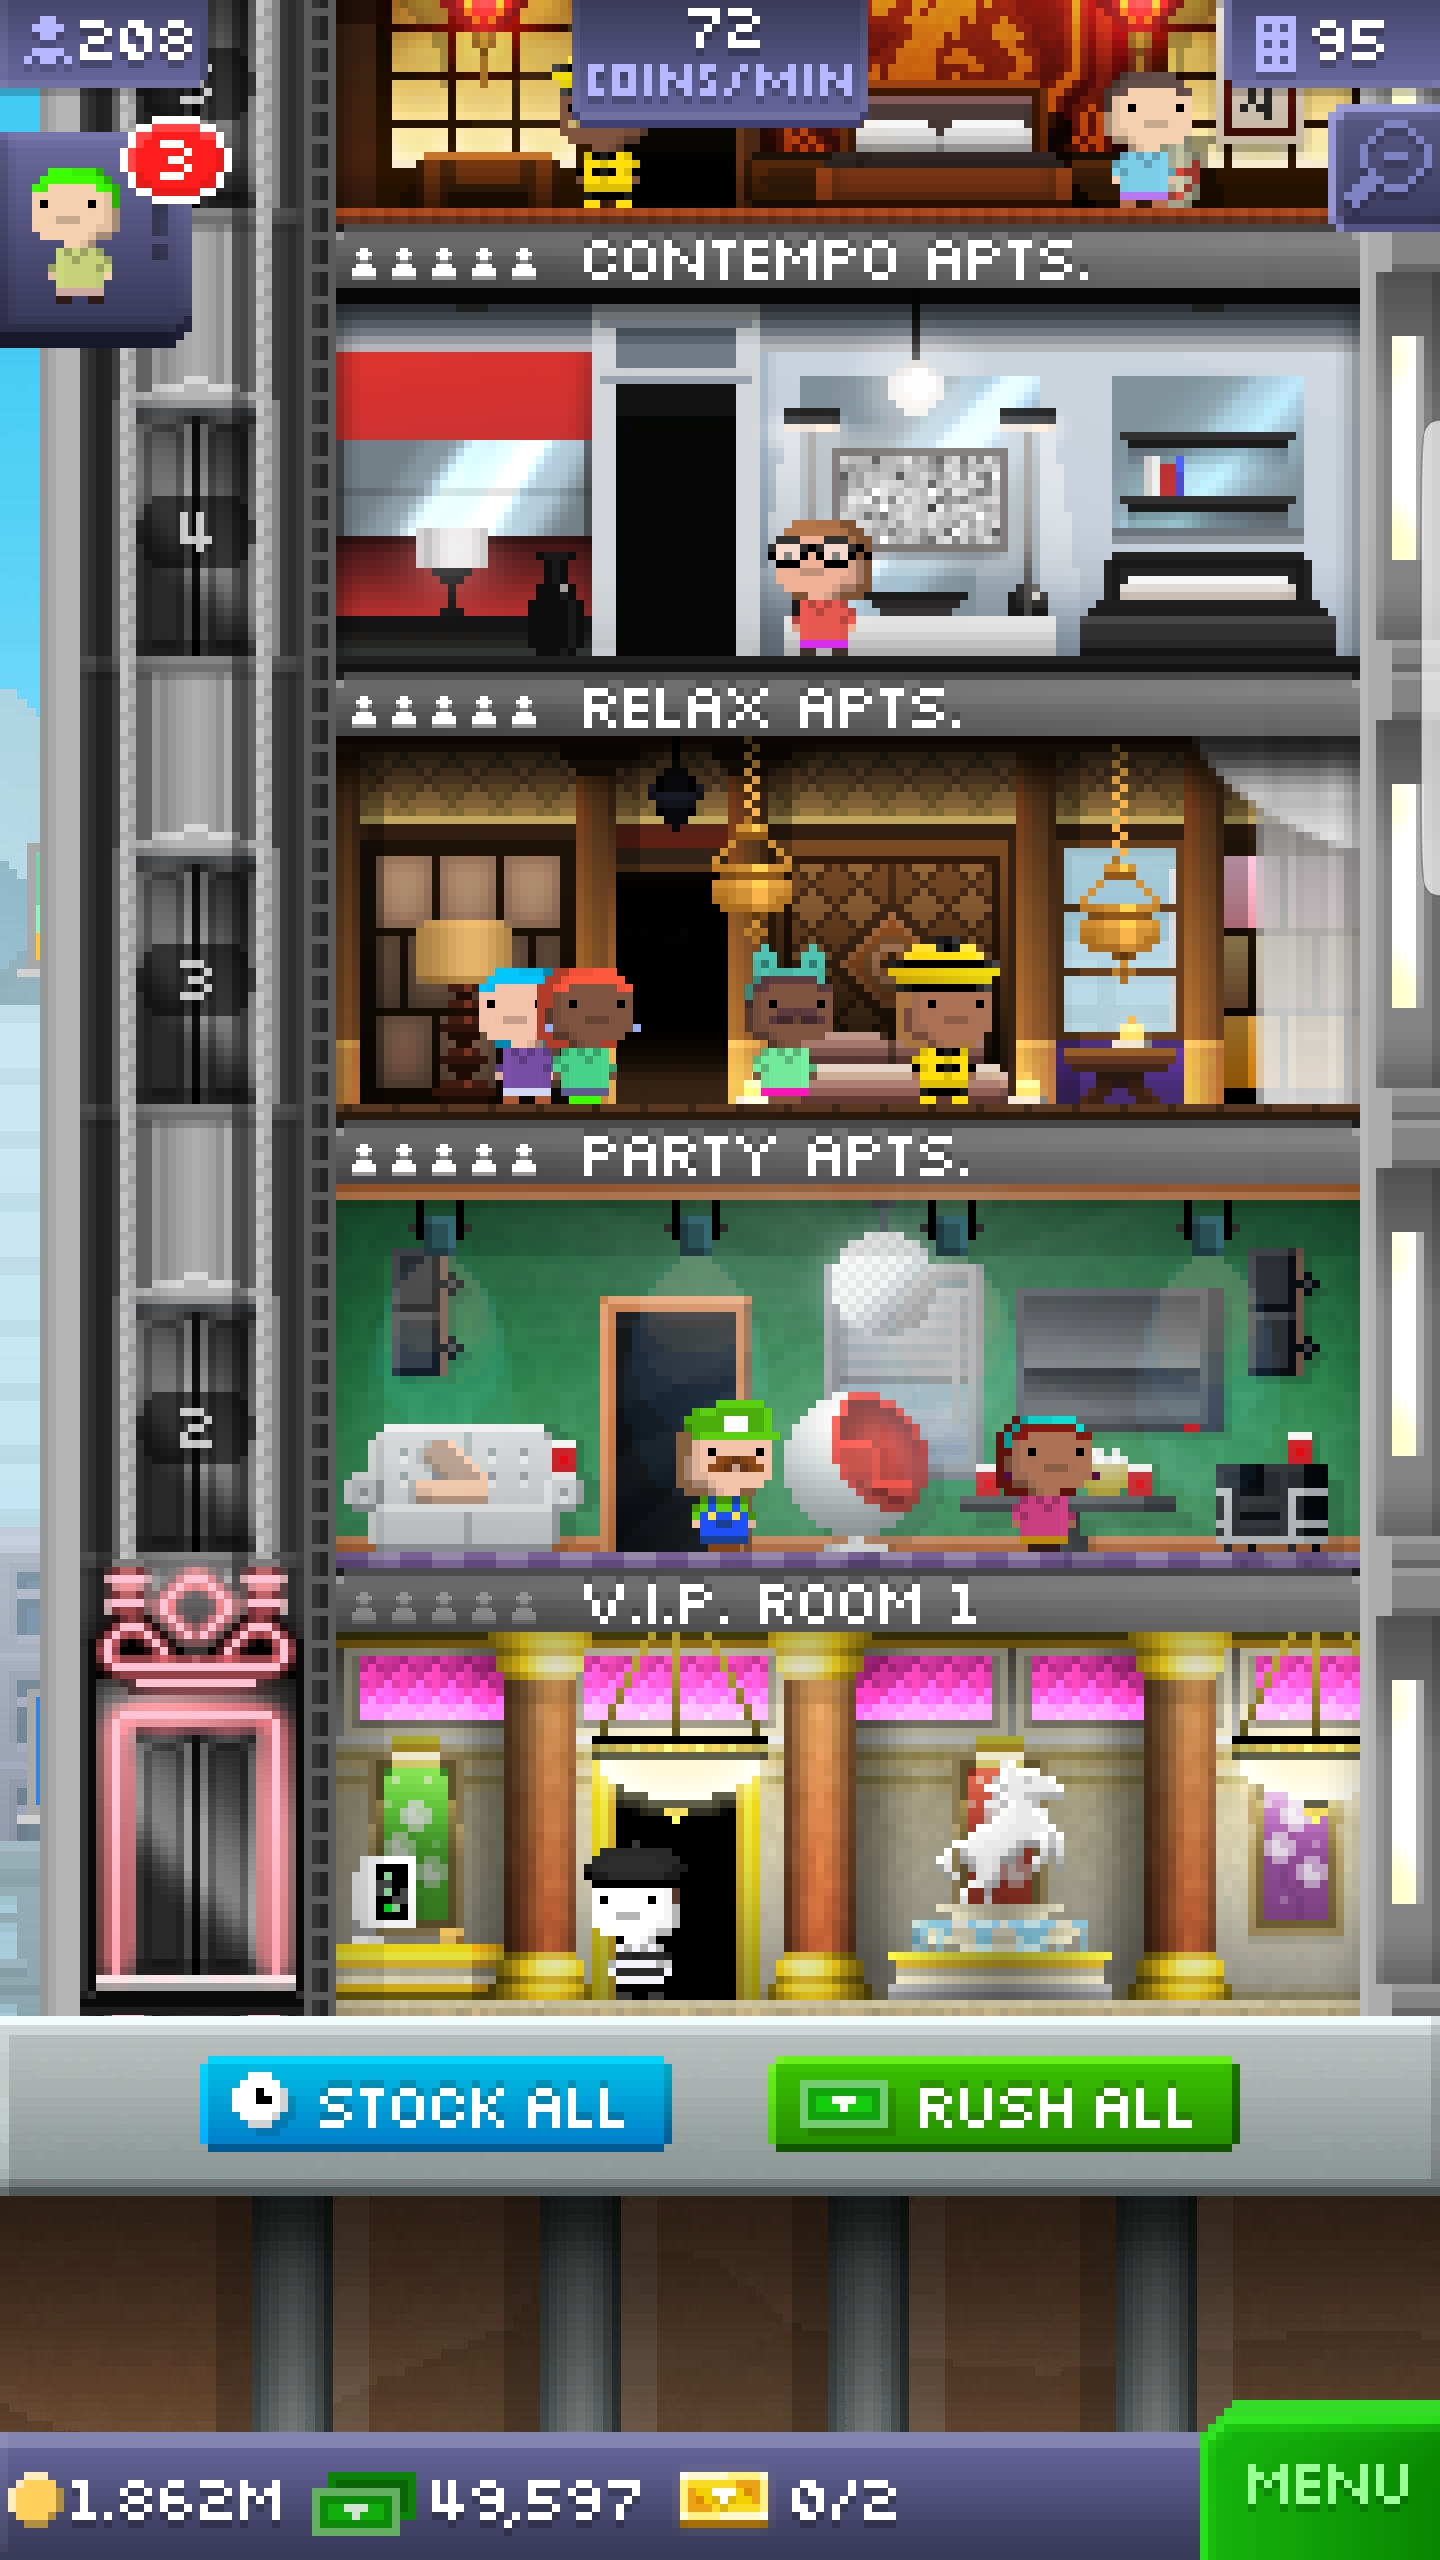 208
72
COINS/MIN
95
3
CONTEMPO APTS.
4
RELAX APTS.
3
PARTY APTS.
2
V.I.P. ROOM 1
STOCK ALL
RUSH ALL
1.862M
49,597
0/2
MENU